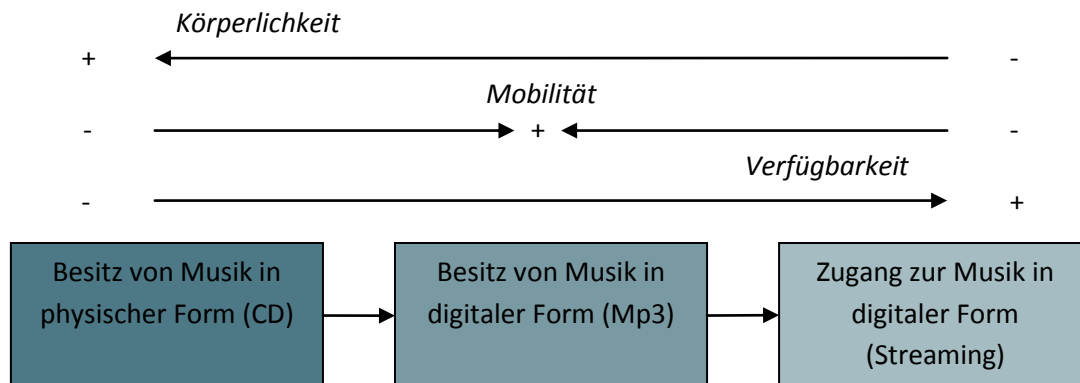 Körperlichkeit
+ -
Mobilität
- + -
Verfügbarkeit
- +
Besitz von Musik in
physischer Form (CD)
Besitz von Musik in
digitaler Form (Mp3)
Zugang zur Musik in
digitaler Form
(Streaming)